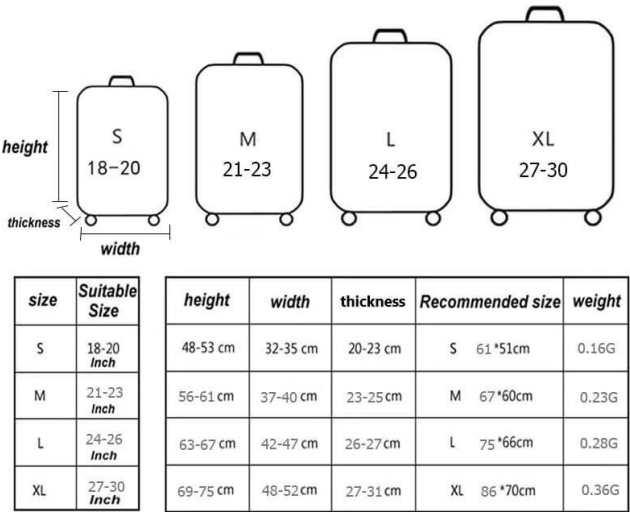 S
18-20
M
21-23
L
24-26
XL
27-30
height
thickness
width
size Suitable Size
S 18-20 Inch
M 21-23 Inch
L 24-26 Inch
XL 27-30 Inch
height width thickness Recommended size weight
48-53 cm 32-35 cm 20-23 cm S 61*51cm 0.16G
56-61 cm 37-40 cm 23-25 cm M 67*60cm 0.23G
63-67 cm 42-47 cm 26-27 cm L 75*66cm 0.28G
69-75 cm 48-52 cm 27-31 cm XL 86*70cm 0.36G